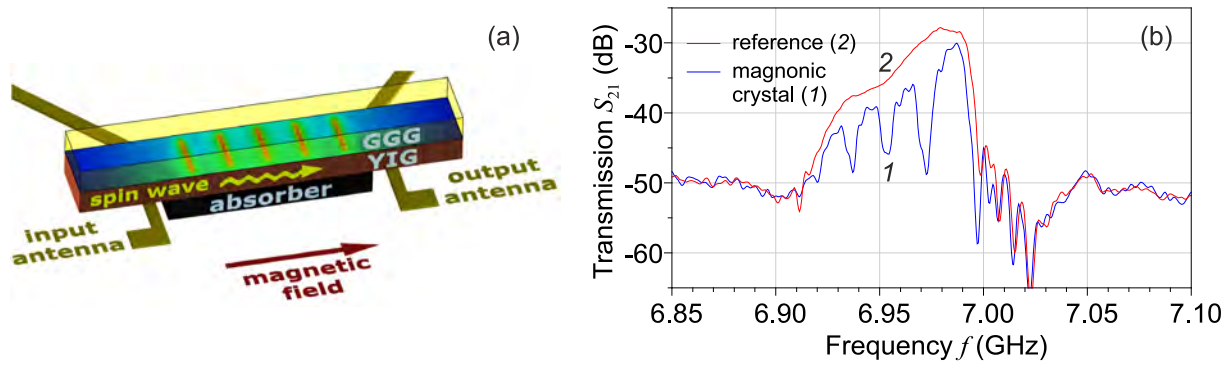 (a)
GGG
YIG
spin wave
absorber
output
antenna
input
antenna
magnetic
field
(b)
reference (2)
magnonic
crystal (1)
2
1
Transmission S21 (dB)
-30
-40
-50
-60
6.85 6.90 6.95 7.00 7.05 7.10
Frequency f (GHz)